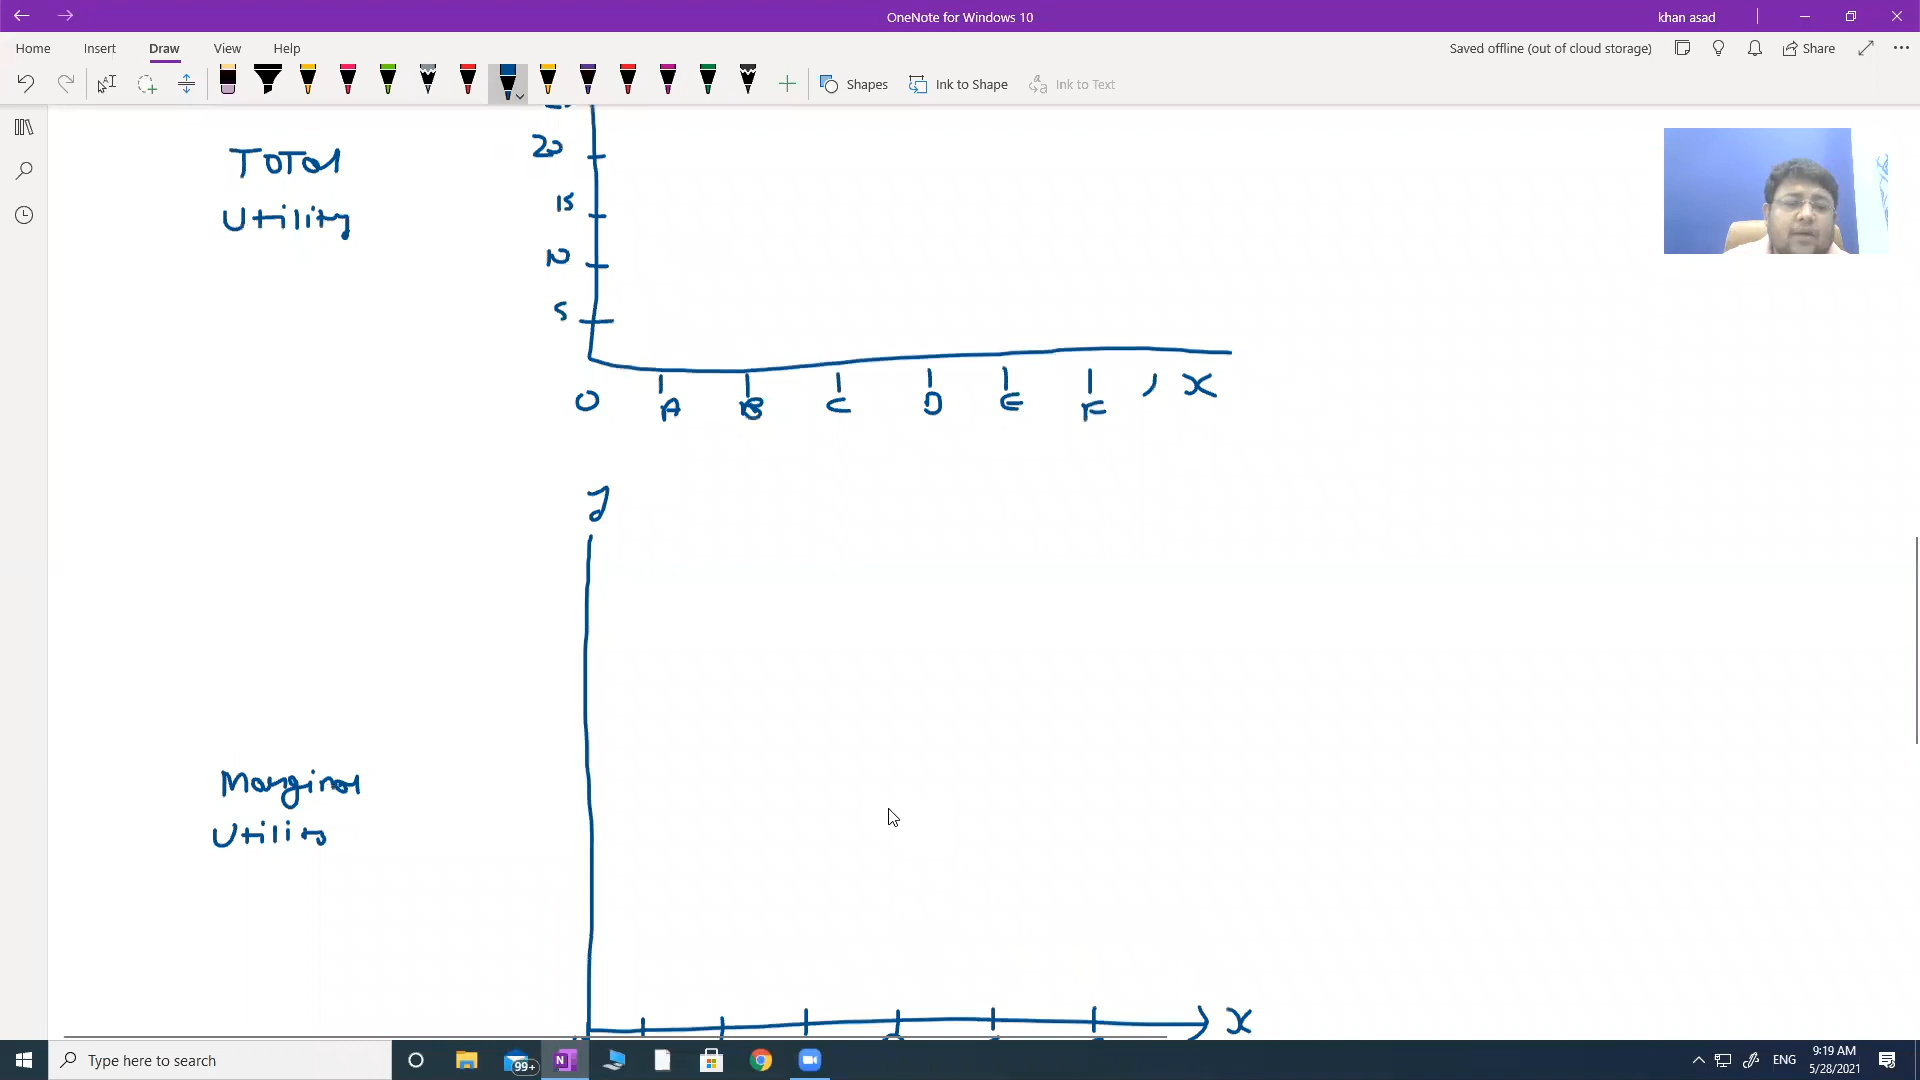 OneNote for Windows 10
khan asad
Home Insert Draw View Help
Saved offline (out of cloud storage)
Share
Shapes
Ink to Shape
Ink to Text
Total
Utility
20
15
10
5
O A B C D E F , X
y
Marginal
Utility
X
Type here to search
99+
N
ENG
9:19 AM
5/28/2021